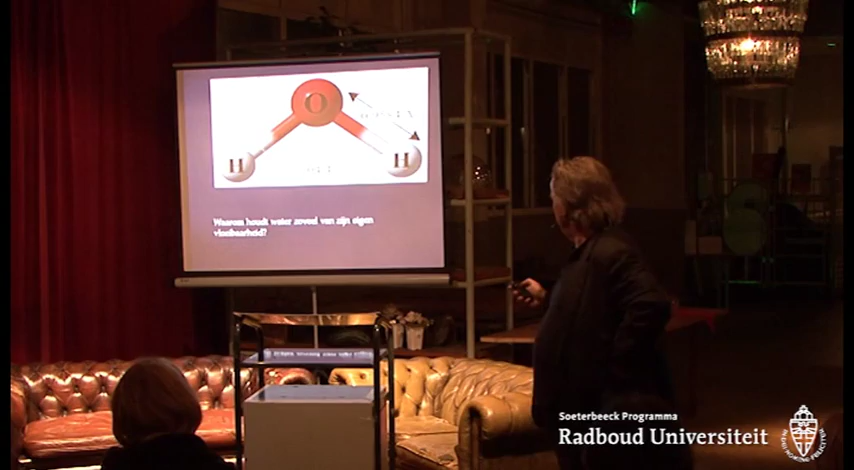 O
H
H
Waarom houdt water zoveel van zijn eigen
vloeibaarheid?
Soeterbeeck Programma
Radboud Universiteit